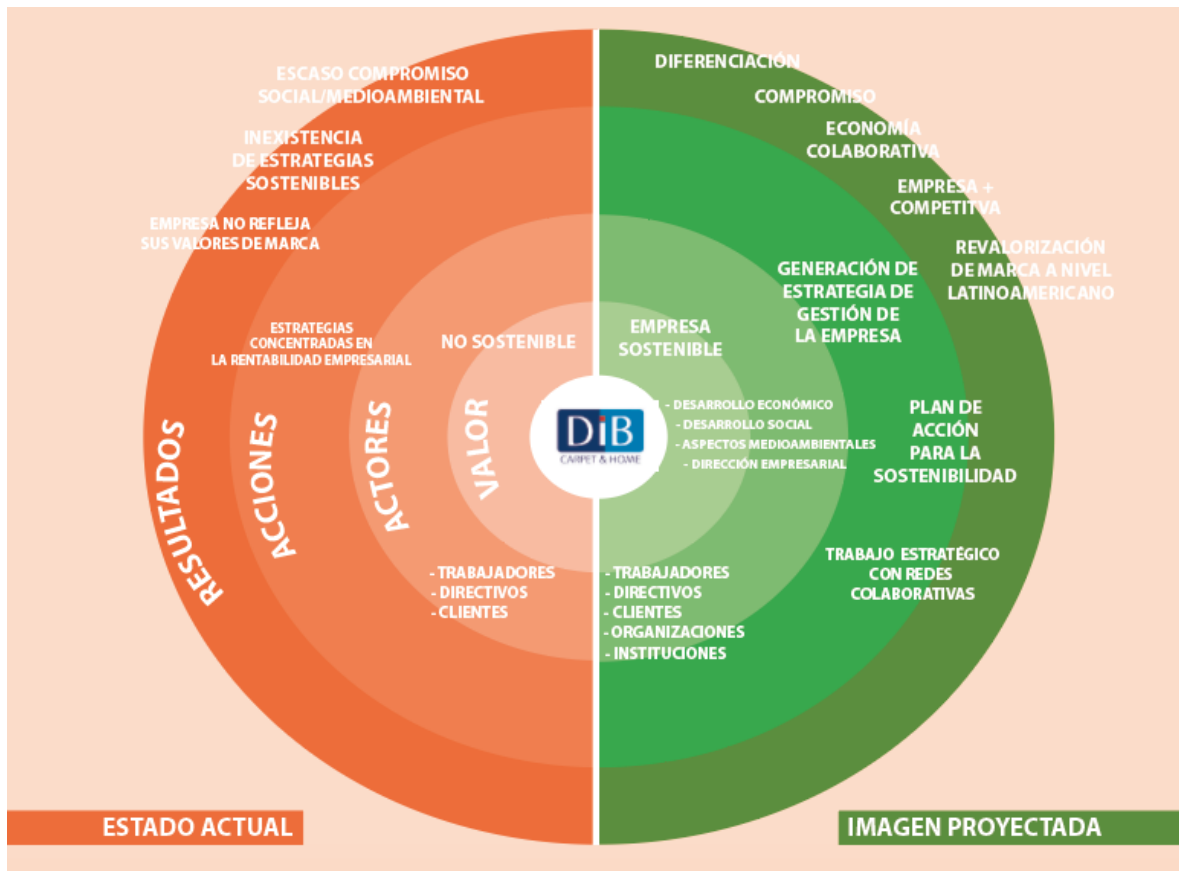 ESCASO COMPROMISO
SOCIAL/MEDIOAMBIENTAL
INEXISTENCIA
DE ESTRATEGIAS
SOSTENIBLES
EMPRESA NO REFLEJA
SUS VALORES DE MARCA
ESTRATEGIAS
CONCENTRADAS EN
LA RENTABILIDAD EMPRESARIAL
NO SOSTENIBLE
RESULTADOS
ACCIONES
ACTORES
VALOR
- TRABAJADORES
- DIRECTIVOS
- CLIENTES
ESTADO ACTUAL
DiB
CARPET & HOME
DIFERENCIACIÓN
COMPROMISO
ECONOMÍA
COLABORATIVA
EMPRESA +
COMPETITVA
REVALORIZACIÓN
DE MARCA A NIVEL
LATINOAMERICANO
GENERACIÓN DE
ESTRATEGIA DE
GESTIÓN DE
LA EMPRESA
EMPRESA
SOSTENIBLE
- DESARROLLO ECONÓMICO
- DESARROLLO SOCIAL
- ASPECTOS MEDIOAMBIENTALES
- DIRECCIÓN EMPRESARIAL
PLAN DE
ACCIÓN
PARA LA
SOSTENIBILIDAD
TRABAJO ESTRATÉGICO
CON REDES
COLABORATIVAS
- TRABAJADORES
- DIRECTIVOS
- CLIENTES
- ORGANIZACIONES
- INSTITUCIONES
IMAGEN PROYECTADA